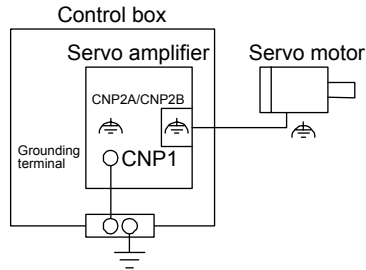 Control box
Servo amplifier
Servo motor
CNP2A/CNP2B
Grounding
terminal
CNP1